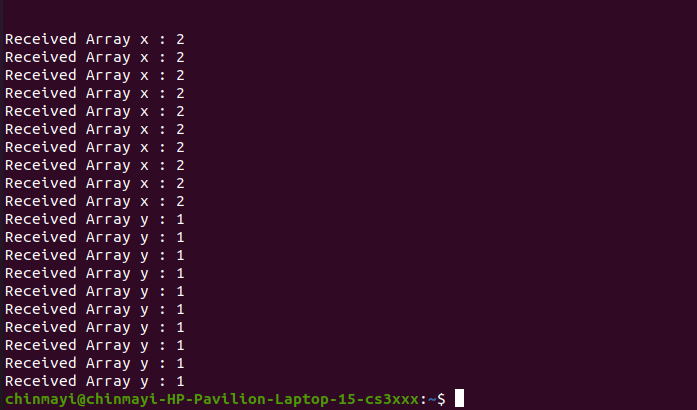 Received Array x : 2
Received Array x : 2
Received Array x : 2
Received Array x : 2
Received Array x : 2
Received Array x : 2
Received Array x : 2
Received Array x : 2
Received Array x : 2
Received Array x : 2
Received Array y : 1
Received Array y : 1
Received Array y : 1
Received Array y : 1
Received Array y : 1
Received Array y : 1
Received Array y : 1
Received Array y : 1
Received Array y : 1
Received Array y : 1
chinmayi@chinmayi-HP-Pavilion-Laptop-15-cs3xxx:~$